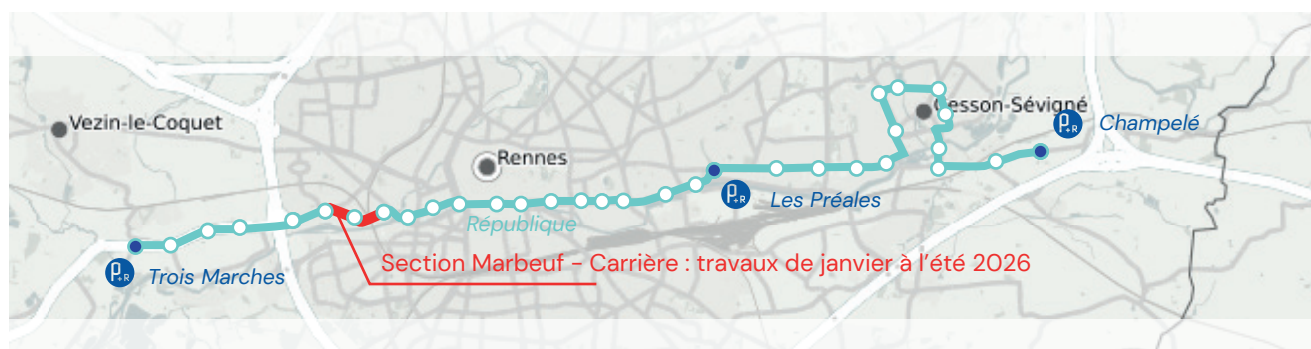 Cesson-Sévigné
Vezin-le-Coquet
P+R
Champelé
Rennes
P+R
Les Préales
République
Section Marbeuf – Carrière : travaux de janvier à l’été 2026
P+R
Trois Marches